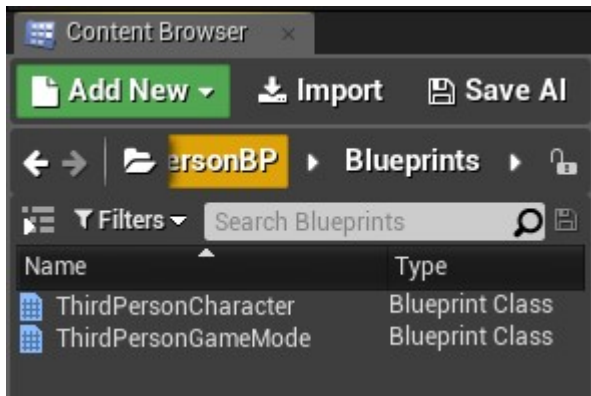 Content Browser
Add New Import Save Al
ersonBP Blueprints
Filters Search Blueprints
Name Type
ThirdPersonCharacter Blueprint Class
ThirdPersonGameMode Blueprint Class